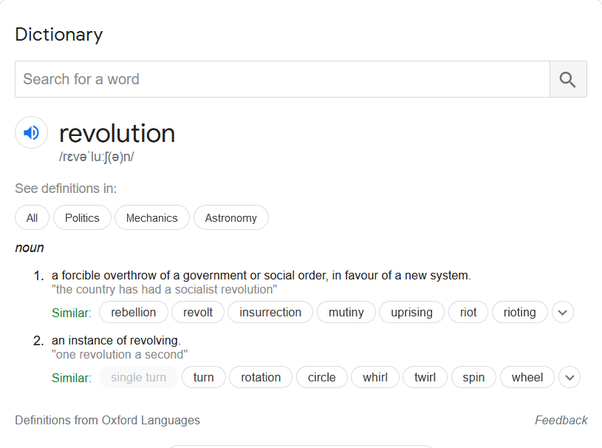 Dictionary
Search for a word
revolution
/rɛvəˈluːʃ(ə)n/
See definitions in:
All Politics Mechanics Astronomy
noun
1. a forcible overthrow of a government or social order, in favour of a new system.
"the country has had a socialist revolution"
Similar: rebellion revolt insurrection mutiny uprising riot rioting
2. an instance of revolving.
"one revolution a second"
Similar: single turn turn rotation circle whirl twirl spin wheel
Definitions from Oxford Languages Feedback